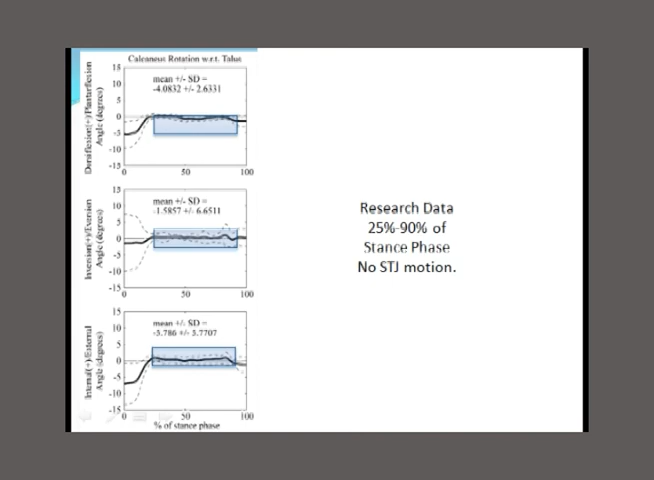 Calcaneus Rotation w.r.t. Talus
Dorsiflexion(+)/Plantarflexion
Angle (degrees)
15
10
5
0
-5
-10
-15
mean +/- SD =
-4.0832 +/- 2.6331
0
50
100
Inversion(+)/Eversion
Angle (degrees)
15
10
5
0
-5
-10
-15
mean +/- SD =
-1.5857 +/- 6.6511
0
50
100
Internal(+)/External
Angle (degrees)
15
10
5
0
-5
-10
-15
mean +/- SD =
-5.786 +/- 5.7707
0
50
100
% of stance phase
Research Data
25%-90% of
Stance Phase
No STJ motion.